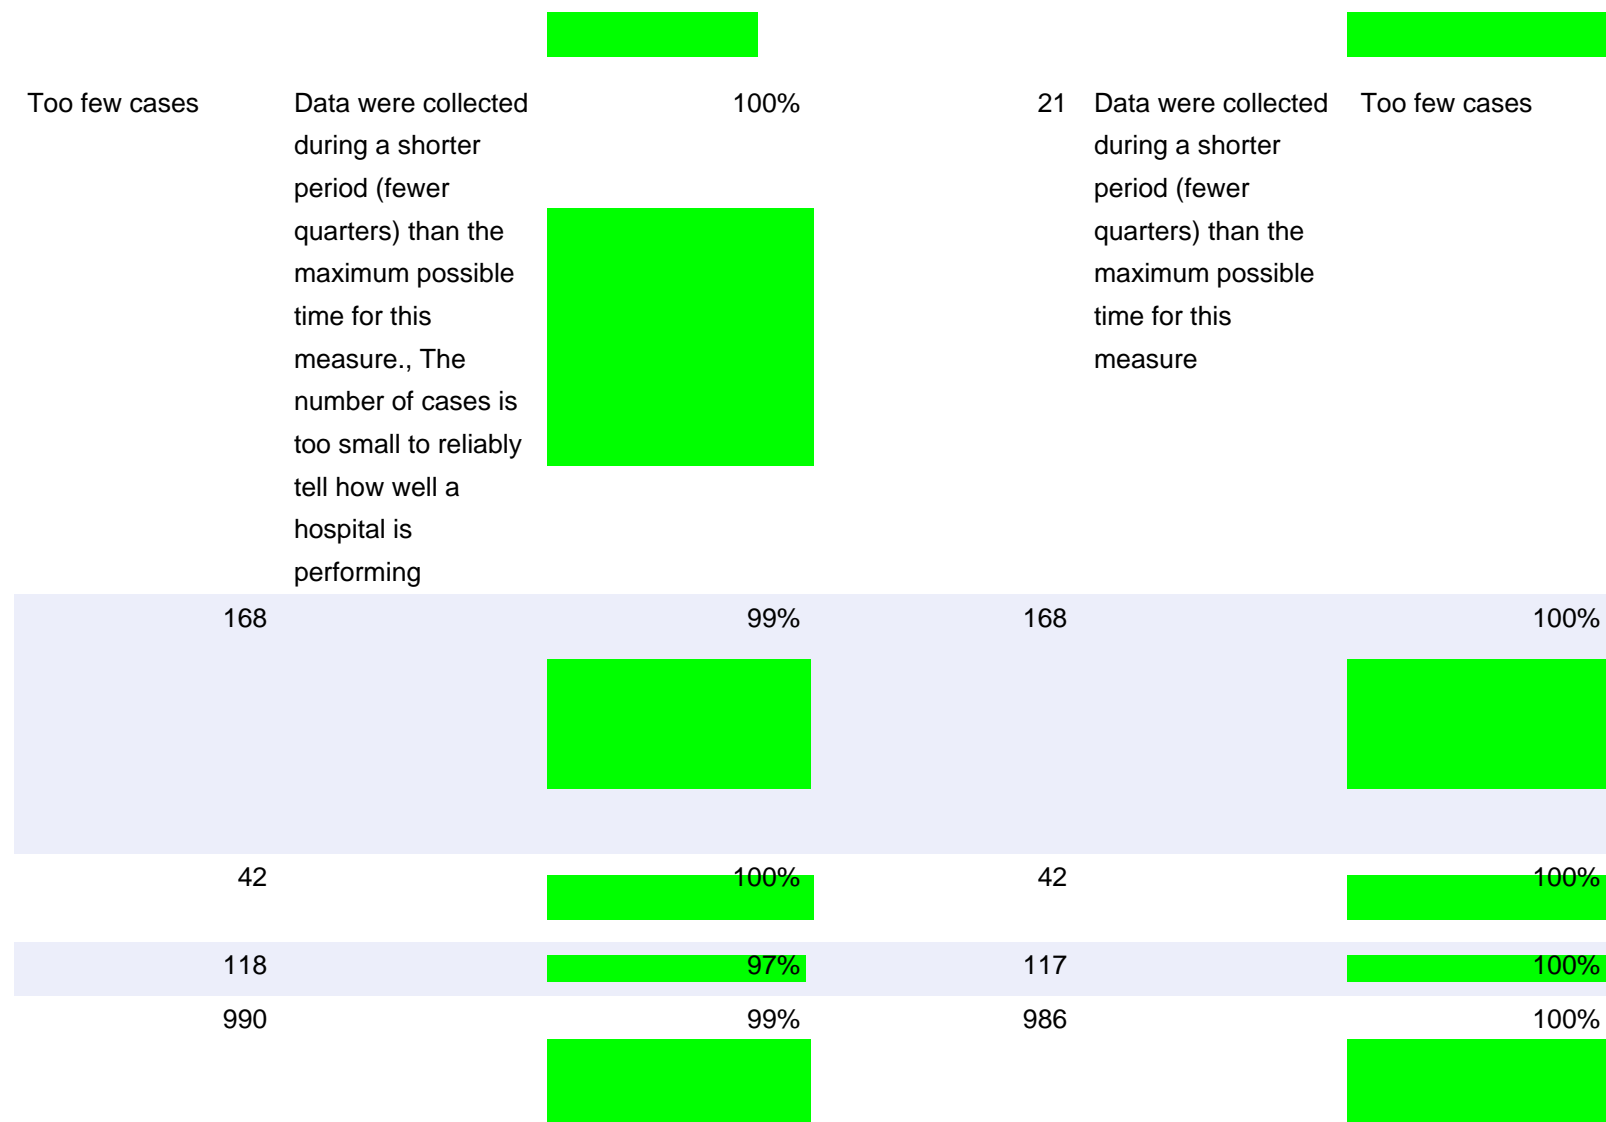 Too few cases Data were collected 100% 21 Data were collected Too few cases
during a shorter during a shorter
period (fewer period (fewer
quarters) than the quarters) than the
maximum possible maximum possible
time for this time for this
measure., The measure
number of cases is
too small to reliably
tell how well a
hospital is
performing
168 99% 168 100%
42 100% 42 100%
118 97% 117 100%
990 99% 986 100%